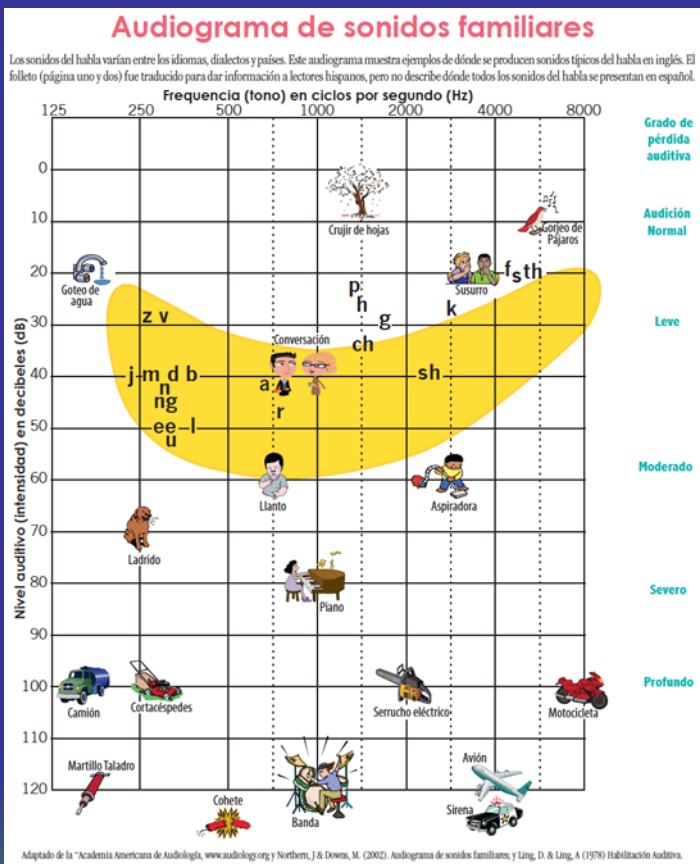 Audiograma de sonidos familiares
Los sonidos del habla varían entre los idiomas, dialectos y países. Este audiograma muestra ejemplos de dónde se producen sonidos típicos del habla en inglés. El
folleto (página uno y dos) fue traducido para dar información a lectores hispanos, pero no describe dónde todos los sonidos del habla se presentan en español.
Frequencia (tono) en ciclos por segundo (Hz)
125 250 500 1000 2000 4000 8000
Grado de
pérdida
auditiva
Nivel auditivo (intensidad) en decibeles (dB)
0
10
Crujir de hojas
Gorjeo de
Pájaros
Audición
Normal
20
Goteo de
agua
Susurro
f s th
p
h
k
z v
g
30
Leve
Conversación
ch
j m d b
40
a
sh
n
ng
r
ee l
50
u
60
Llanto
Aspiradora
Moderado
70
Ladrido
80
Piano
Severo
90
100
Camión
Cortacéspedes
Serrucho eléctrico
Motocicleta
Profundo
110
Martillo Taladro
Avión
120
Cohete
Banda
Sirena
Adaptado de la "Academia Americana de Audiología, www.audiology.org y Northern, J & Downs, M. (2002). Audiograma de sonidos familiares; y Ling, D. & Ling, A (1978) Habilitación Auditiva.